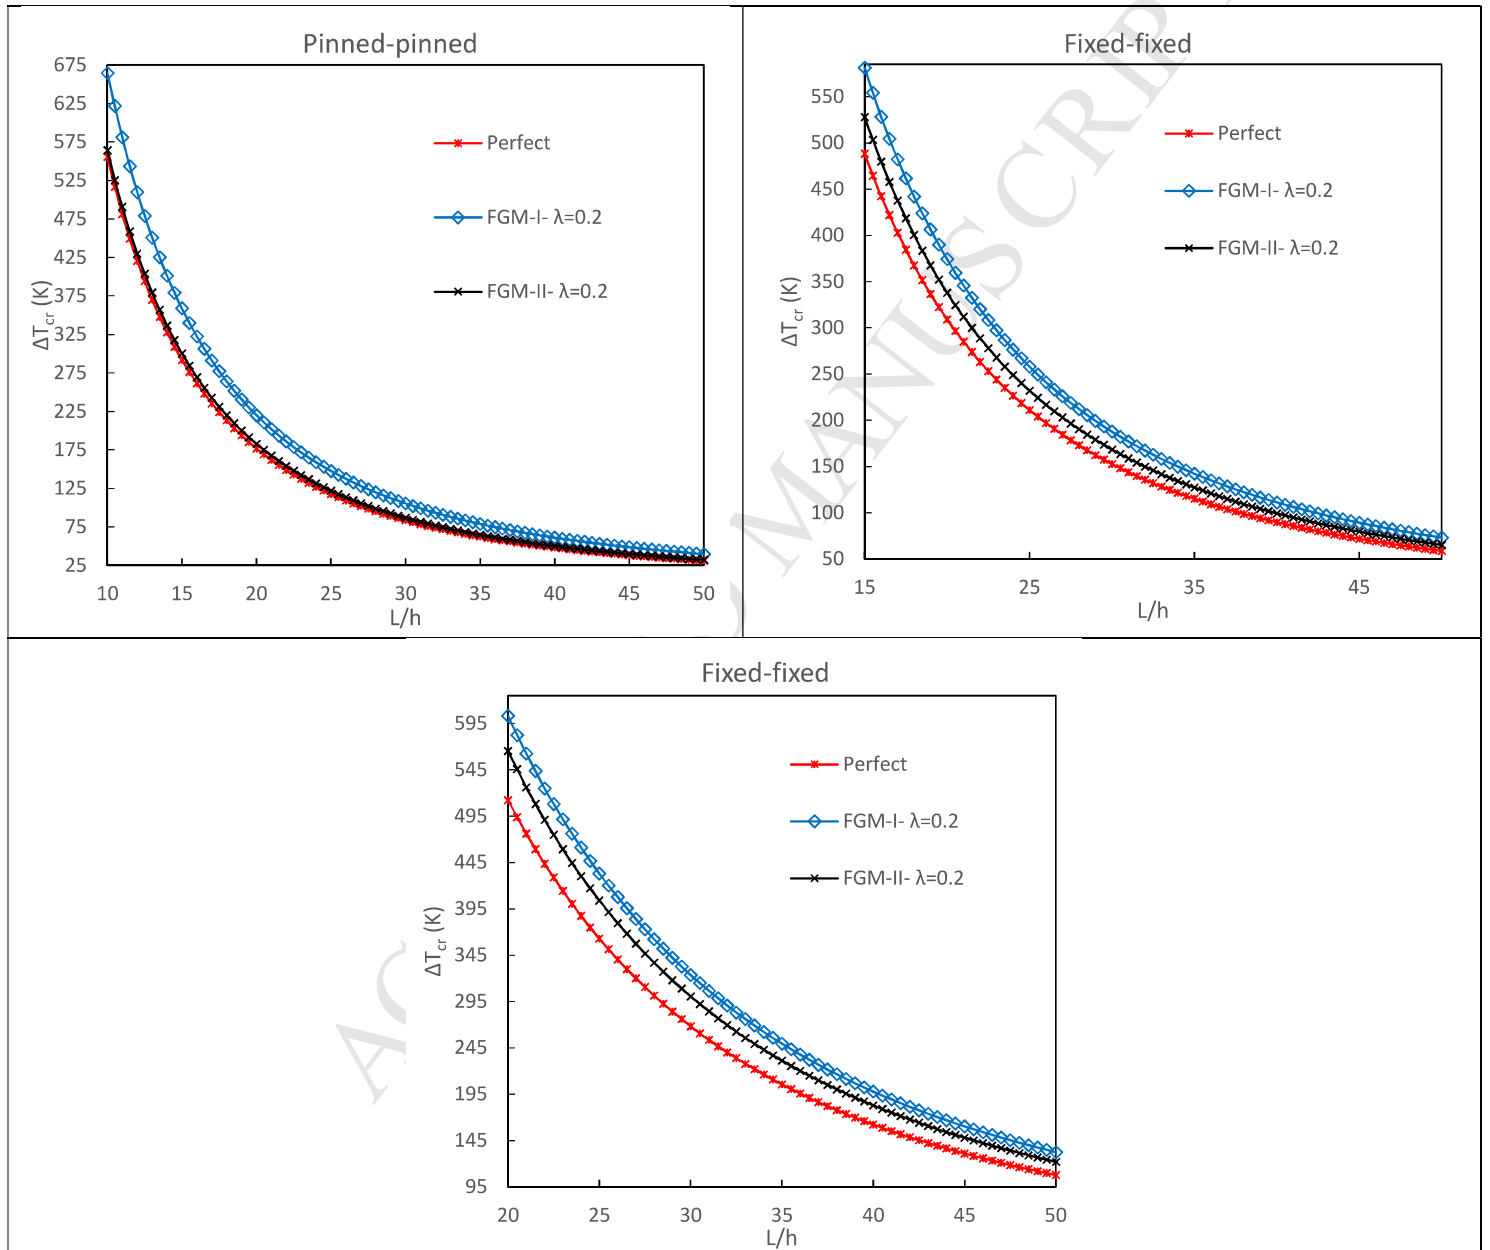 Pinned-pinned
675
625
575
525
475
425
375
325
275
225
175
125
75
25
ΔTcr (K)
Perfect
FGM-I- λ=0.2
FGM-II- λ=0.2
10 15 20 25 30 35 40 45 50
L/h
Fixed-fixed
550
500
450
400
350
300
250
200
150
100
50
ΔTcr (K)
Perfect
FGM-I- λ=0.2
FGM-II- λ=0.2
15 25 35 45
L/h
Fixed-fixed
595
545
495
445
395
345
295
245
195
145
95
ΔTcr (K)
Perfect
FGM-I- λ=0.2
FGM-II- λ=0.2
20 25 30 35 40 45 50
L/h
MANUSCRIP